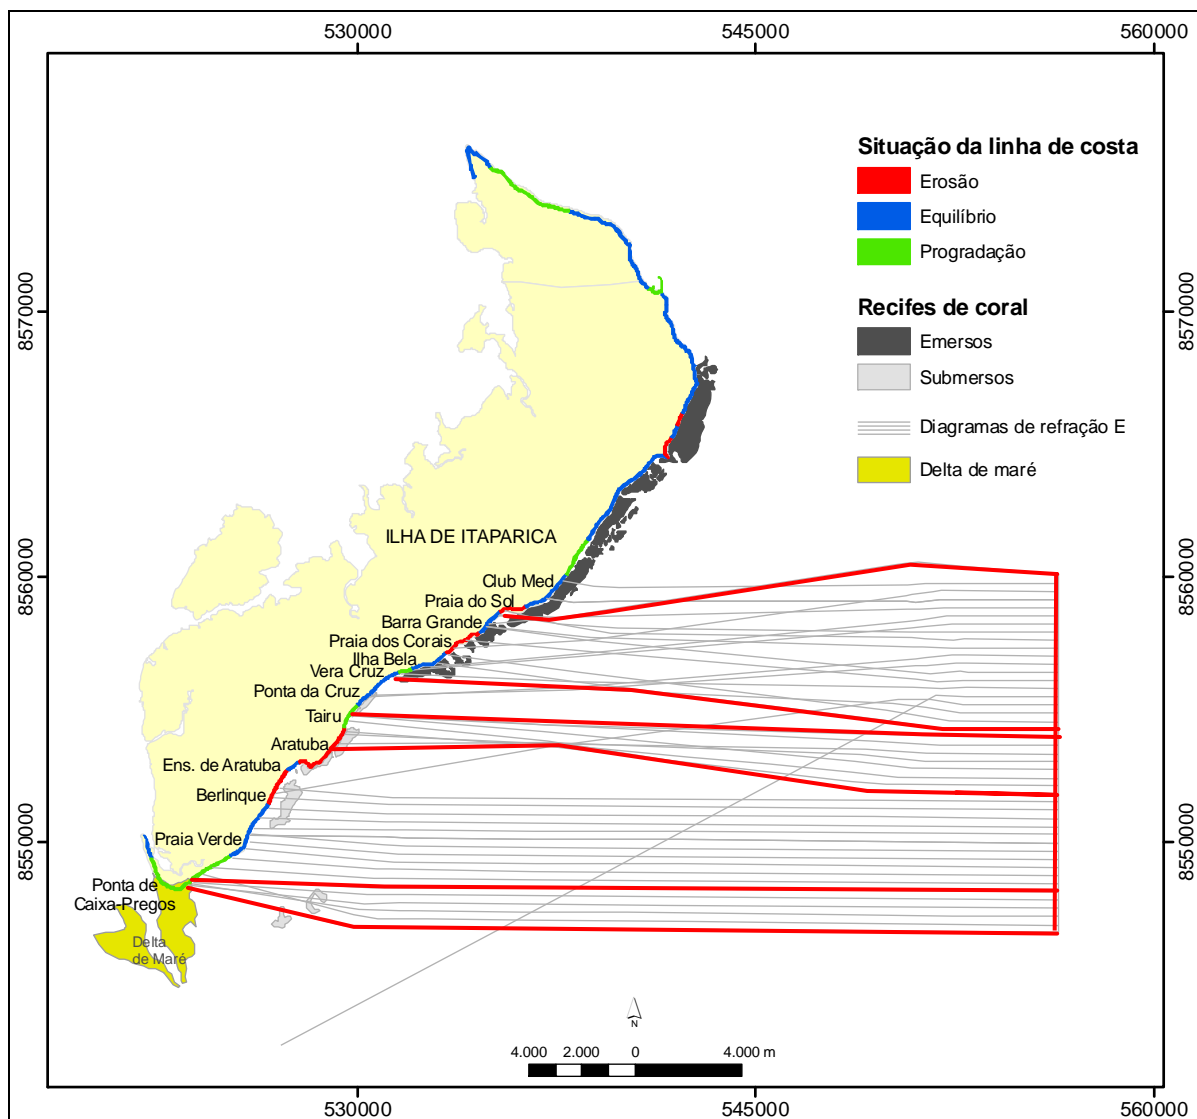 530000
545000
560000
Situação da linha de costa
Erosão
Equilíbrio
Progradação
8570000
8570000
Recifes de coral
Emersos
Submersos
Diagramas de refração E
Delta de maré
ILHA DE ITAPARICA
8560000
8560000
Club Med
Praia do Sol
Barra Grande
Praia dos Corais
Ilha Bela
Vera Cruz
Ponta da Cruz
Tairu
Aratuba
Ens. de Aratuba
Berlinque
8550000
8550000
Praia Verde
Ponta de
Caixa-Pregos
Delta
de Maré
N
4.000 2.000 0 4.000 m
530000
545000
560000